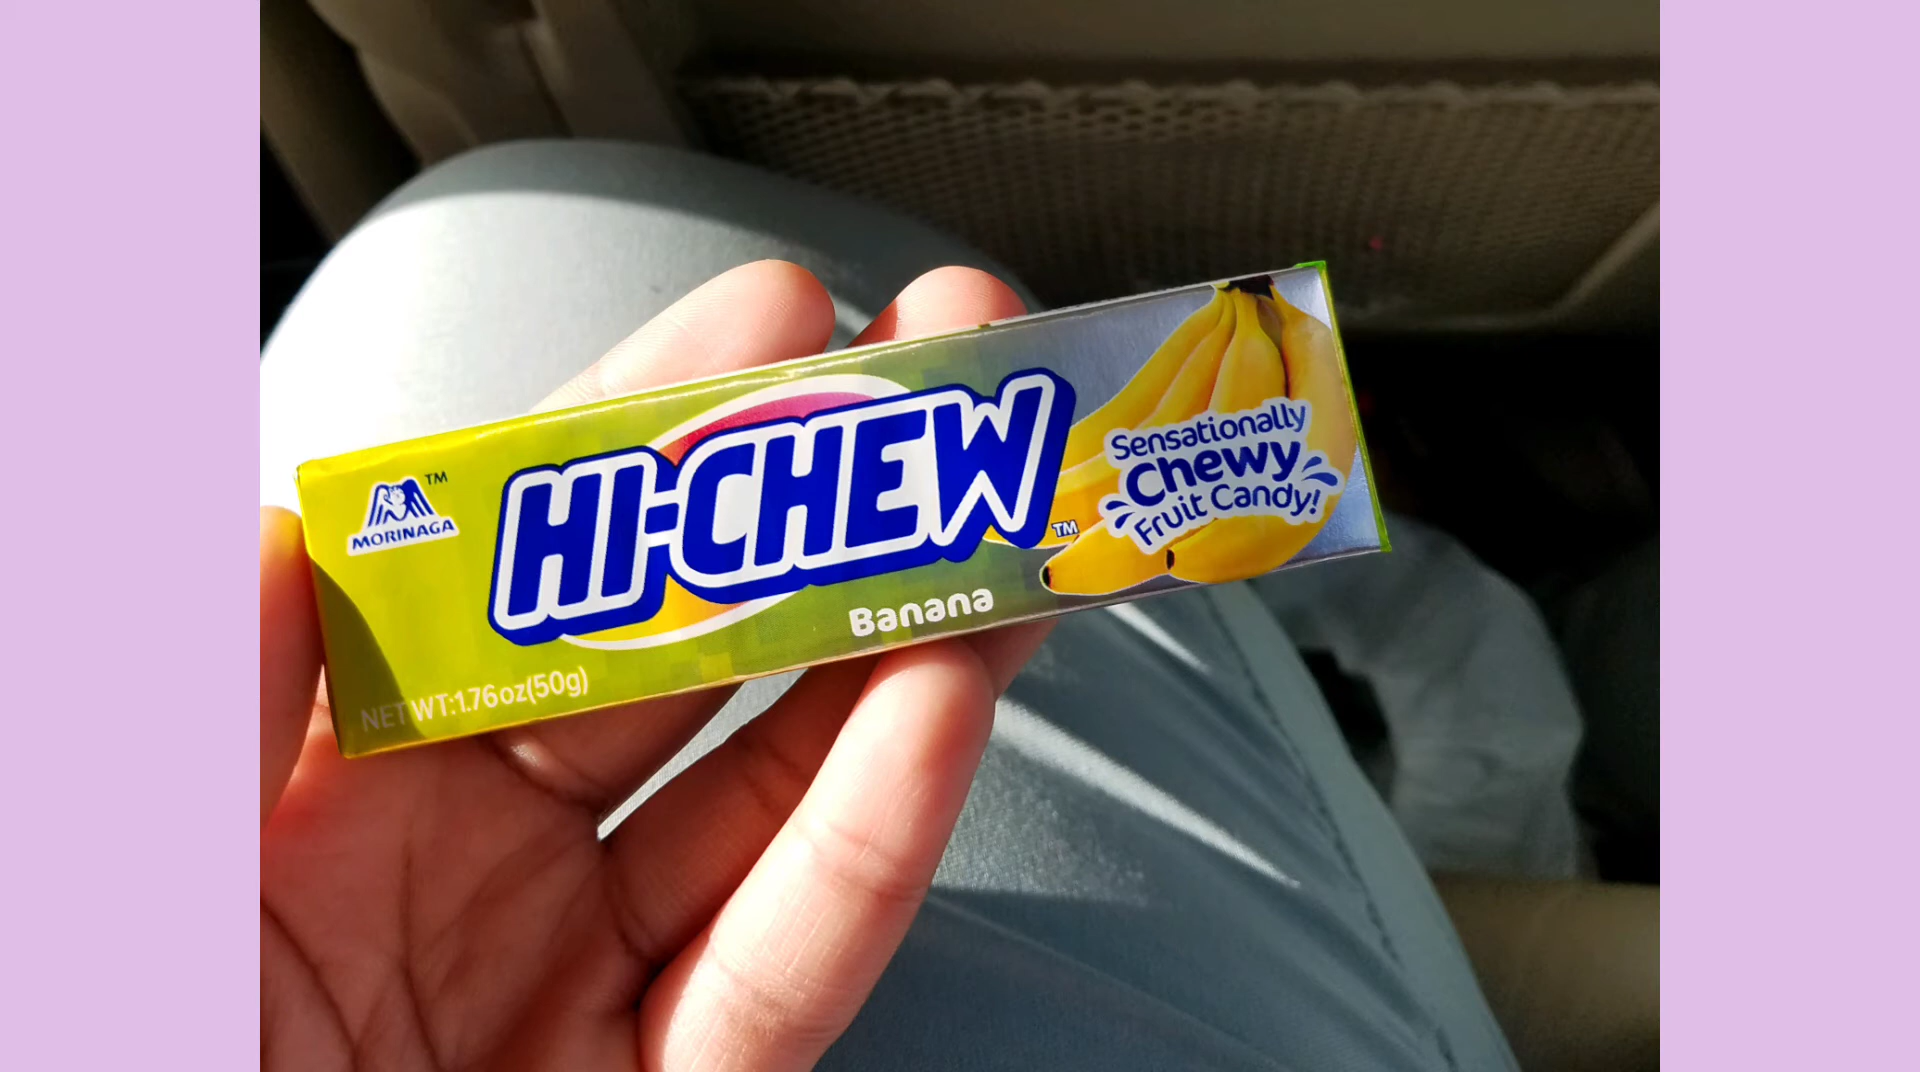 MORINAGA TM
HI-CHEW TM
Banana
Sensationally
Chewy
Fruit Candy!
NET WT:1.76oz(50g)